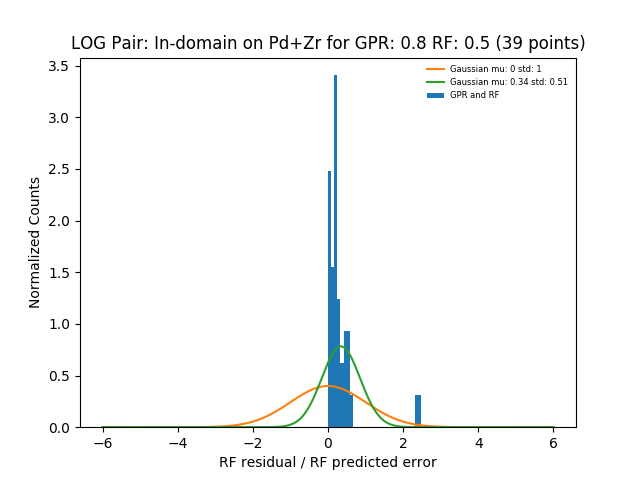 LOG Pair: In-domain on Pd+Zr for GPR: 0.8 RF: 0.5 (39 points)
Gaussian mu: 0 std: 1
Gaussian mu: 0.34 std: 0.51
GPR and RF
Normalized Counts
3.5
3.0
2.5
2.0
1.5
1.0
0.5
0.0
−6 −4 −2 0 2 4 6
RF residual / RF predicted error